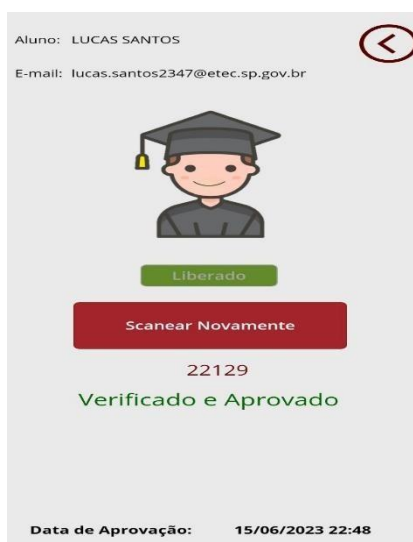 Aluno: LUCAS SANTOS
E-mail: lucas.santos2347@etec.sp.gov.br
Liberado
Scanear Novamente
22129
Verificado e Aprovado
Data de Aprovação: 15/06/2023 22:48